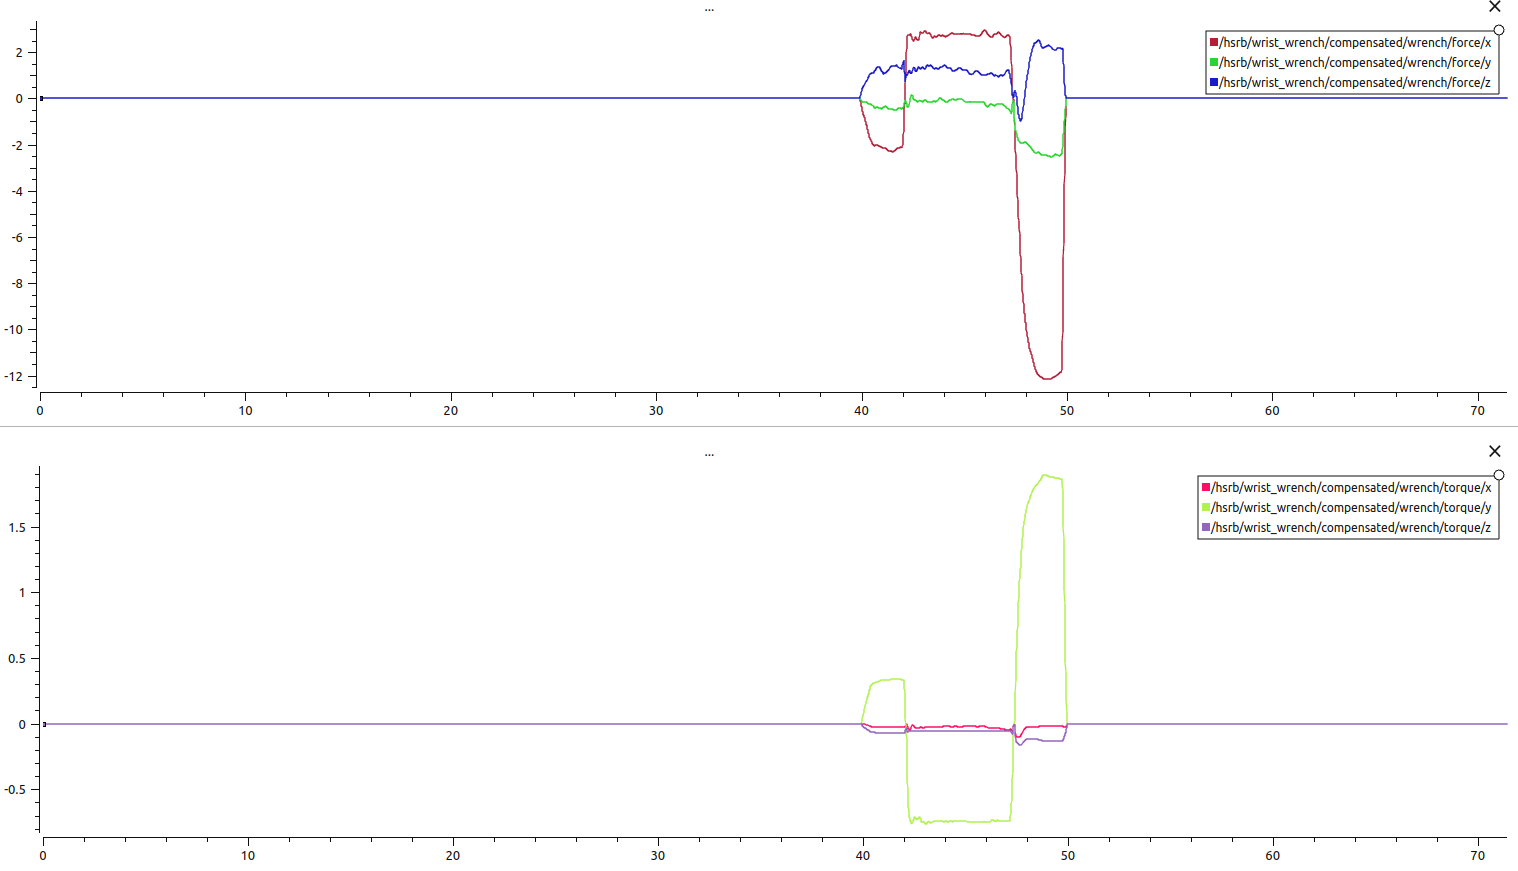 ...
/hsrb/wrist_wrench/compensated/wrench/force/x
/hsrb/wrist_wrench/compensated/wrench/force/y
/hsrb/wrist_wrench/compensated/wrench/force/z
2
0
-2
-4
-6
-8
-10
-12
0 10 20 30 40 50 60 70
...
/hsrb/wrist_wrench/compensated/wrench/torque/x
/hsrb/wrist_wrench/compensated/wrench/torque/y
/hsrb/wrist_wrench/compensated/wrench/torque/z
1.5
1
0.5
0
-0.5
0 10 20 30 40 50 60 70